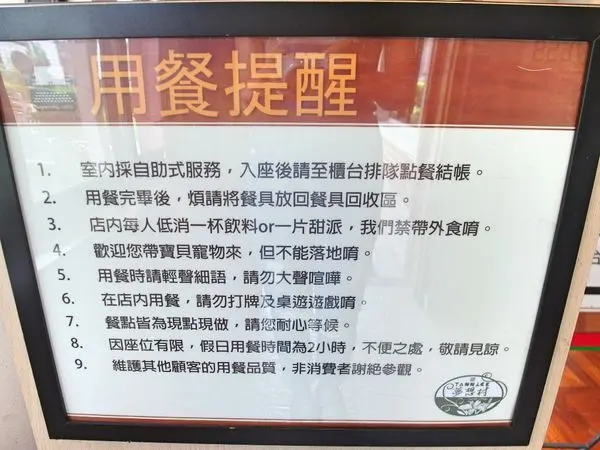 用餐提醒
1. 室內採自助式服務，入座後請至櫃台排隊點餐結帳。
2. 用餐完畢後，煩請將餐具放回餐具回收區。
3. 店內每人低消一杯飲料or一片甜派，我們禁帶外食唷。
4. 歡迎您帶寶貝寵物來，但不能落地唷。
5. 用餐時請輕聲細語，請勿大聲喧嘩。
6. 在店內用餐，請勿打牌及桌遊遊戲唷。
7. 餐點皆為現點現做，請您耐心等候。
8. 因座位有限，假日用餐時間為2小時，不便之處，敬請見諒。
9. 維護其他顧客的用餐品質，非消費者謝絶參觀。
夢想村